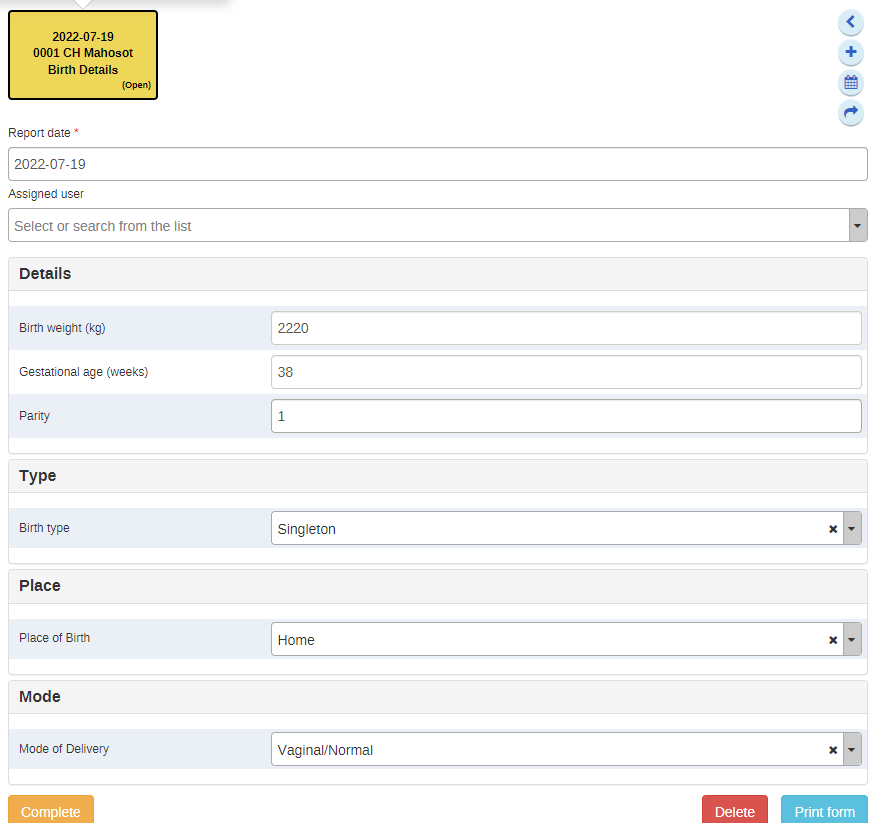 2022-07-19
0001 CH Mahosot
Birth Details
(Open)
Report date *
2022-07-19
Assigned user
Select or search from the list
Details
Birth weight (kg) 2220
Gestational age (weeks) 38
Parity 1
Type
Birth type Singleton
Place
Place of Birth Home
Mode
Mode of Delivery Vaginal/Normal
Complete Delete Print form